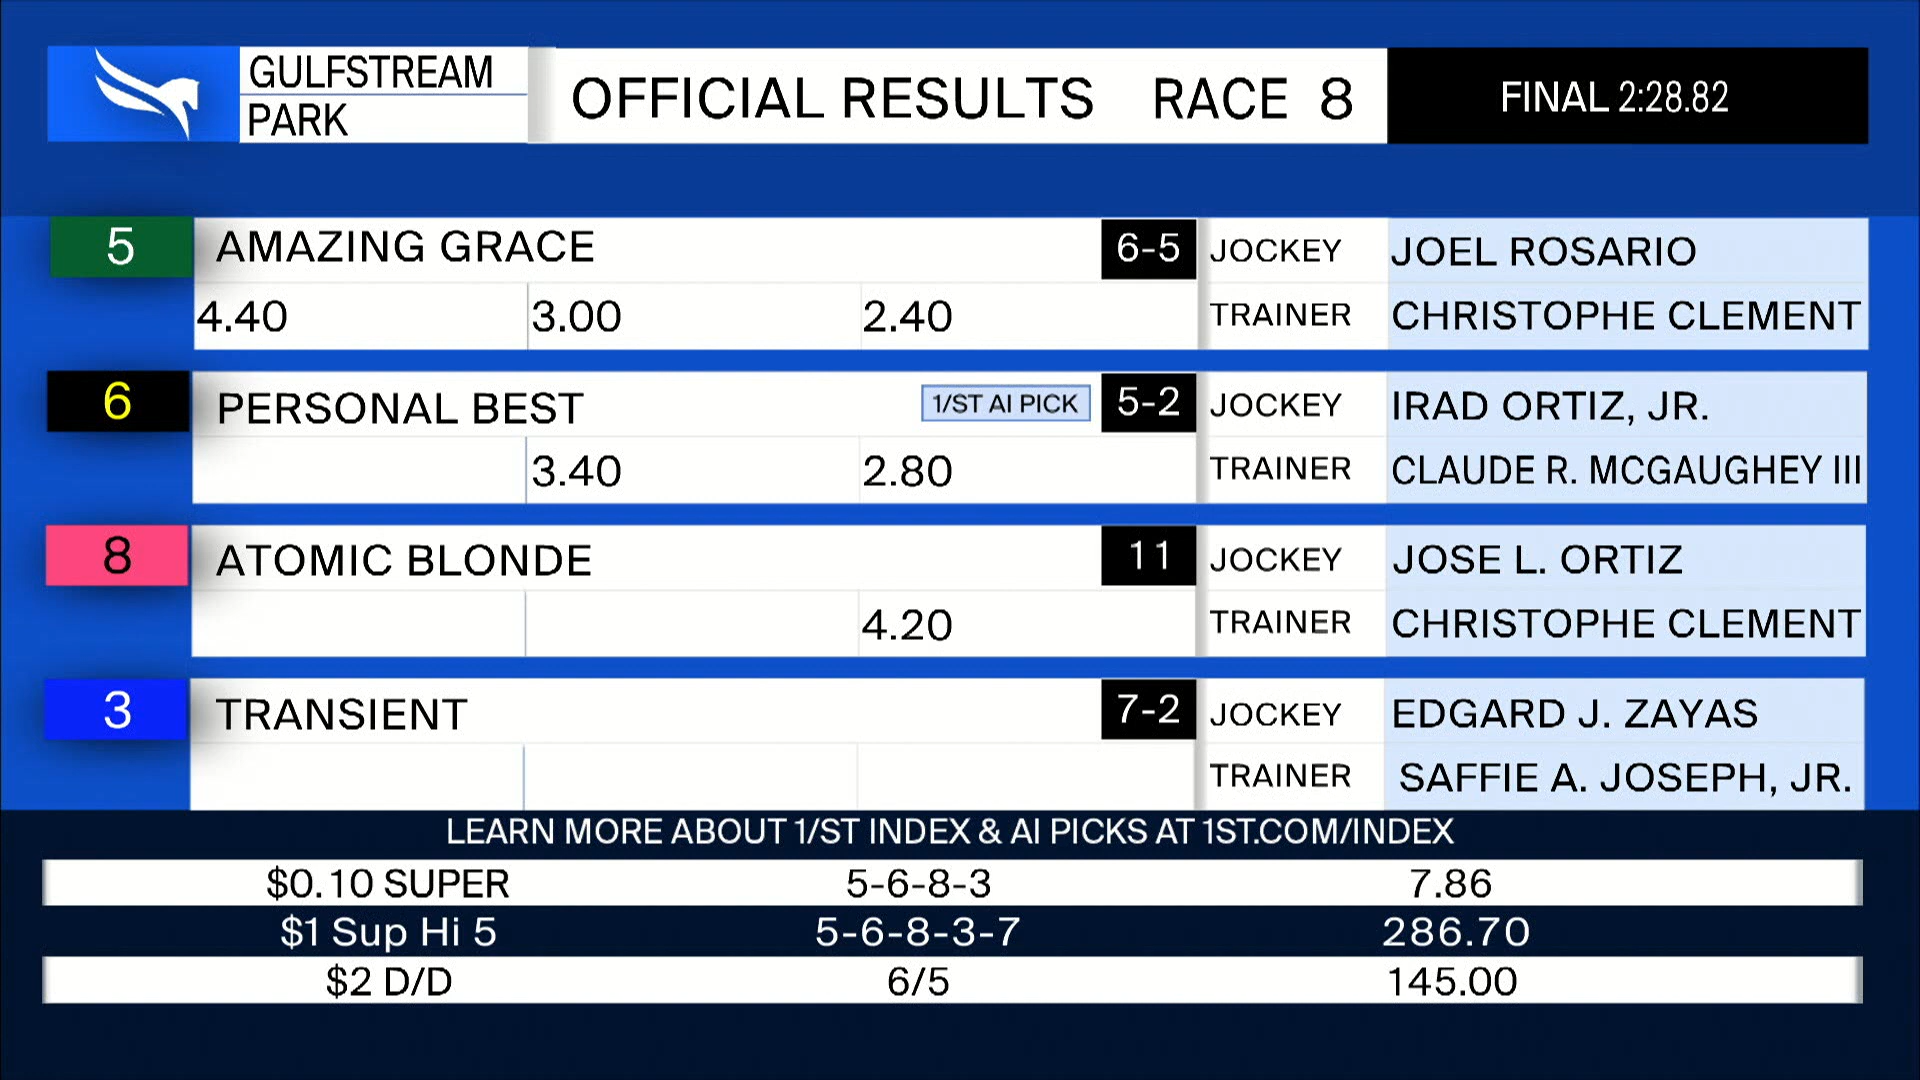 GULFSTREAM
PARK
OFFICIAL RESULTS RACE 8
FINAL 2:28.82
5 AMAZING GRACE 6-5 JOCKEY JOEL ROSARIO
4.40 3.00 2.40 TRAINER CHRISTOPHE CLEMENT
6 PERSONAL BEST 1/ST AI PICK 5-2 JOCKEY IRAD ORTIZ, JR.
3.40 2.80 TRAINER CLAUDE R. MCGAUGHEY III
8 ATOMIC BLONDE 11 JOCKEY JOSE L. ORTIZ
4.20 TRAINER CHRISTOPHE CLEMENT
3 TRANSIENT 7-2 JOCKEY EDGARD J. ZAYAS
TRAINER SAFFIE A. JOSEPH, JR.
LEARN MORE ABOUT 1/ST INDEX & AI PICKS AT 1ST.COM/INDEX
$0.10 SUPER 5-6-8-3 7.86
$1 Sup Hi 5 5-6-8-3-7 286.70
$2 D/D 6/5 145.00